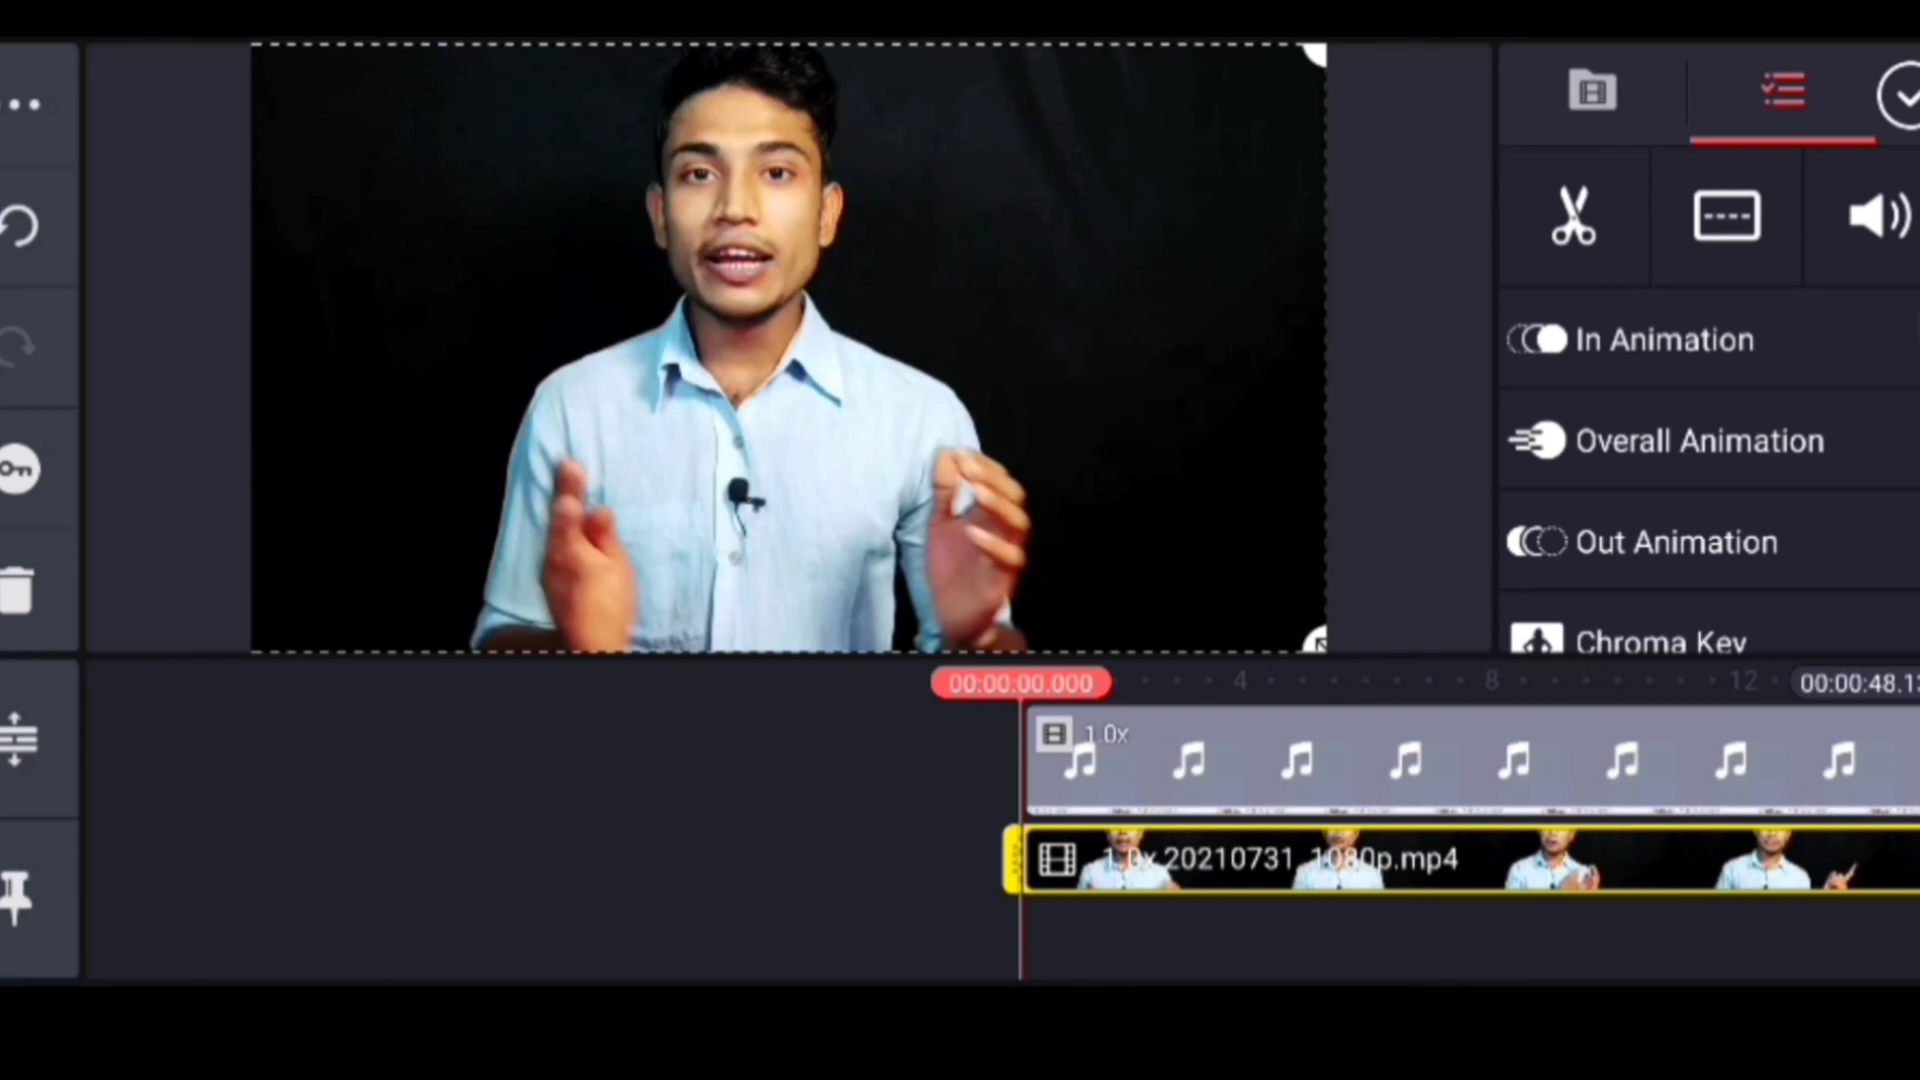 In Animation
Overall Animation
Out Animation
Chroma Key
00:00:00.000
4
8
12
00:00:48.13
1.0x
1.0x 20210731_1080p.mp4